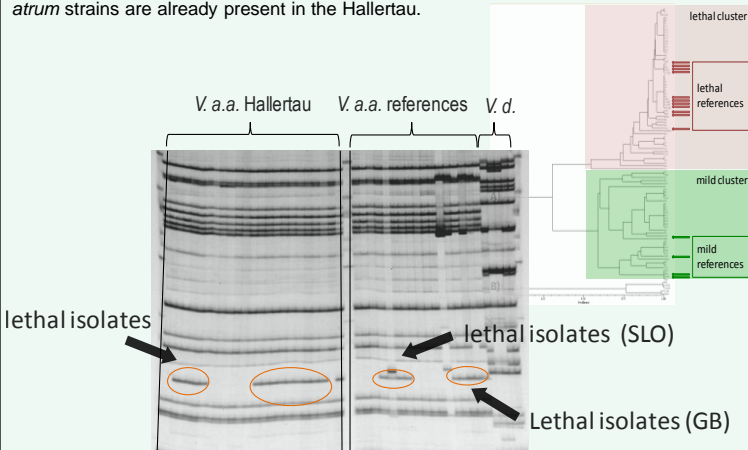 atrum strains are already present in the Hallertau.
lethal cluster
V. a.a. Hallertau
V. a.a. references
V. d.
lethal
references
mild cluster
mild
references
lethal isolates
lethal isolates (SLO)
Lethal isolates (GB)